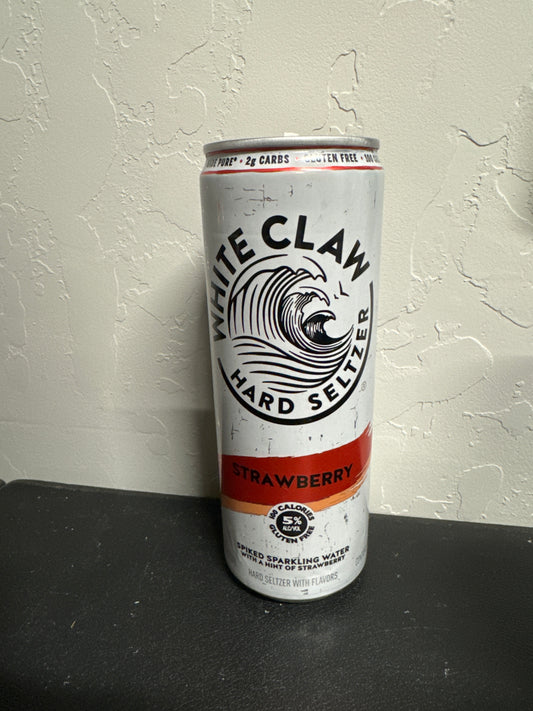 PURE* • 2g CARBS • GLUTEN FREE • 100
WHITE CLAW
HARD SELTZER
®
STRAWBERRY
100 CALORIES
5%
ALC/VOL
GLUTEN FREE
SPIKED SPARKLING WATER
WITH A HINT OF STRAWBERRY
HARD SELTZER WITH FLAVORS